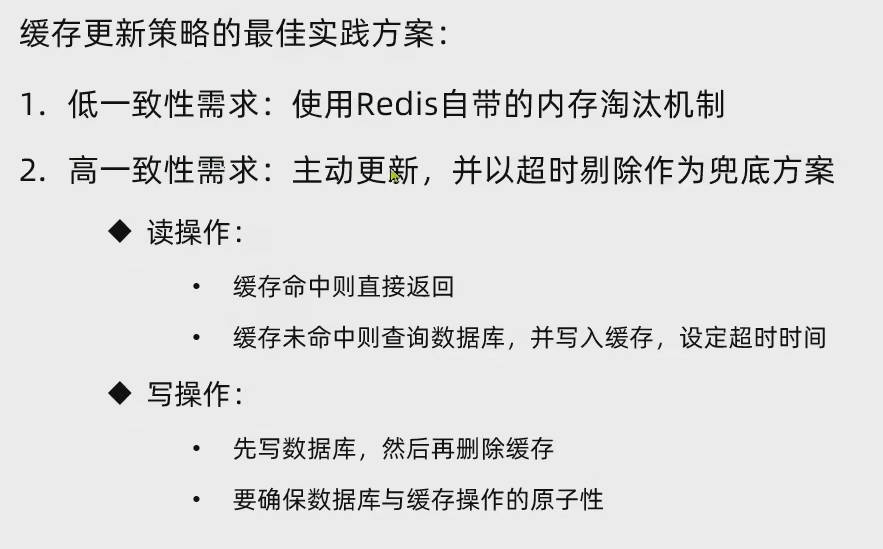 缓存更新策略的最佳实践方案：
1. 低一致性需求：使用Redis自带的内存淘汰机制
2. 高一致性需求：主动更新，并以超时剔除作为兜底方案
◆ 读操作：
• 缓存命中则直接返回
• 缓存未命中则查询数据库，并写入缓存，设定超时时间
◆ 写操作：
• 先写数据库，然后再删除缓存
• 要确保数据库与缓存操作的原子性